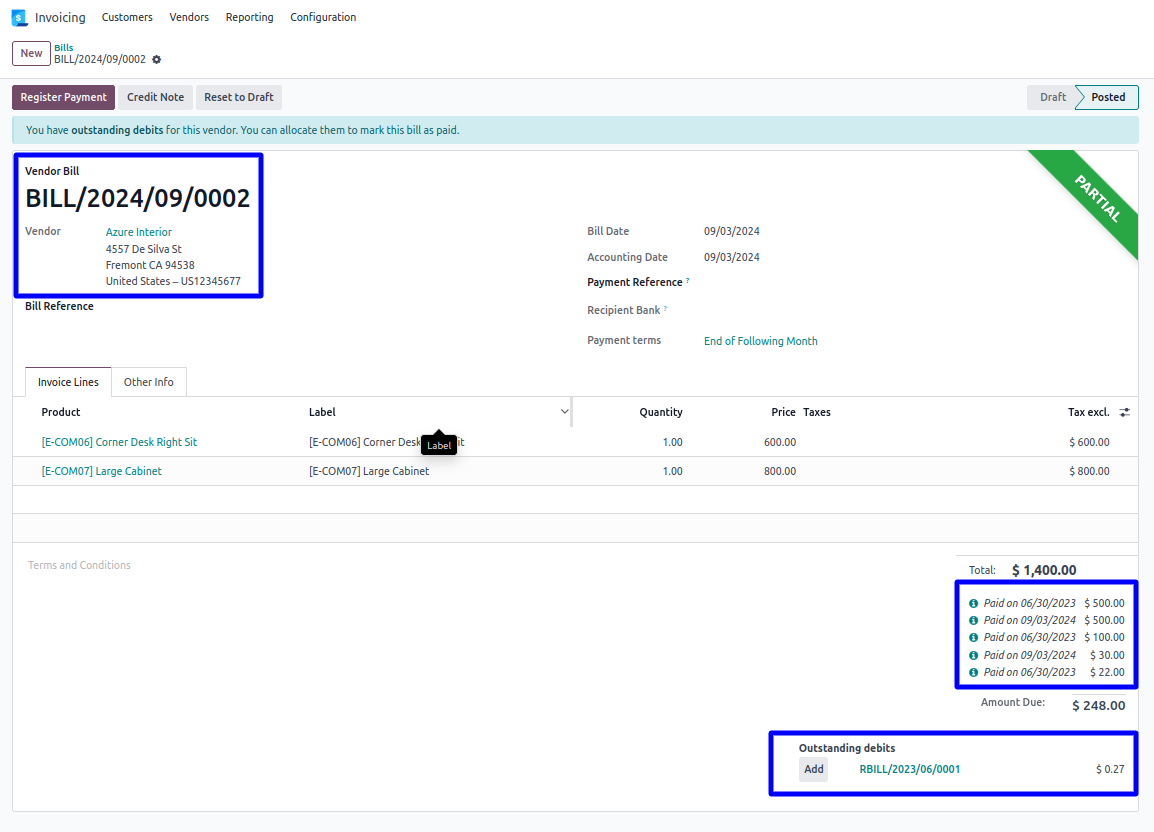 Invoicing Customers Vendors Reporting Configuration
New Bills
BILL/2024/09/0002
Register Payment Credit Note Reset to Draft Draft Posted
You have outstanding debits for this vendor. You can allocate them to mark this bill as paid.
PARTIAL
Vendor Bill
BILL/2024/09/0002
Vendor Azure Interior
4557 De Silva St
Fremont CA 94538
United States – US12345677
Bill Reference
Bill Date 09/03/2024
Accounting Date 09/03/2024
Payment Reference ?
Recipient Bank ?
Payment terms End of Following Month
Invoice Lines Other Info
Product Label Quantity Price Taxes Tax excl.
[E-COM06] Corner Desk Right Sit [E-COM06] Corner Desk it 1.00 600.00 $ 600.00
Label
[E-COM07] Large Cabinet [E-COM07] Large Cabinet 1.00 800.00 $ 800.00
Terms and Conditions
Total: $ 1,400.00
Paid on 06/30/2023 $ 500.00
Paid on 09/03/2024 $ 500.00
Paid on 06/30/2023 $ 100.00
Paid on 09/03/2024 $ 30.00
Paid on 06/30/2023 $ 22.00
Amount Due: $ 248.00
Outstanding debits
Add RBILL/2023/06/0001 $ 0.27